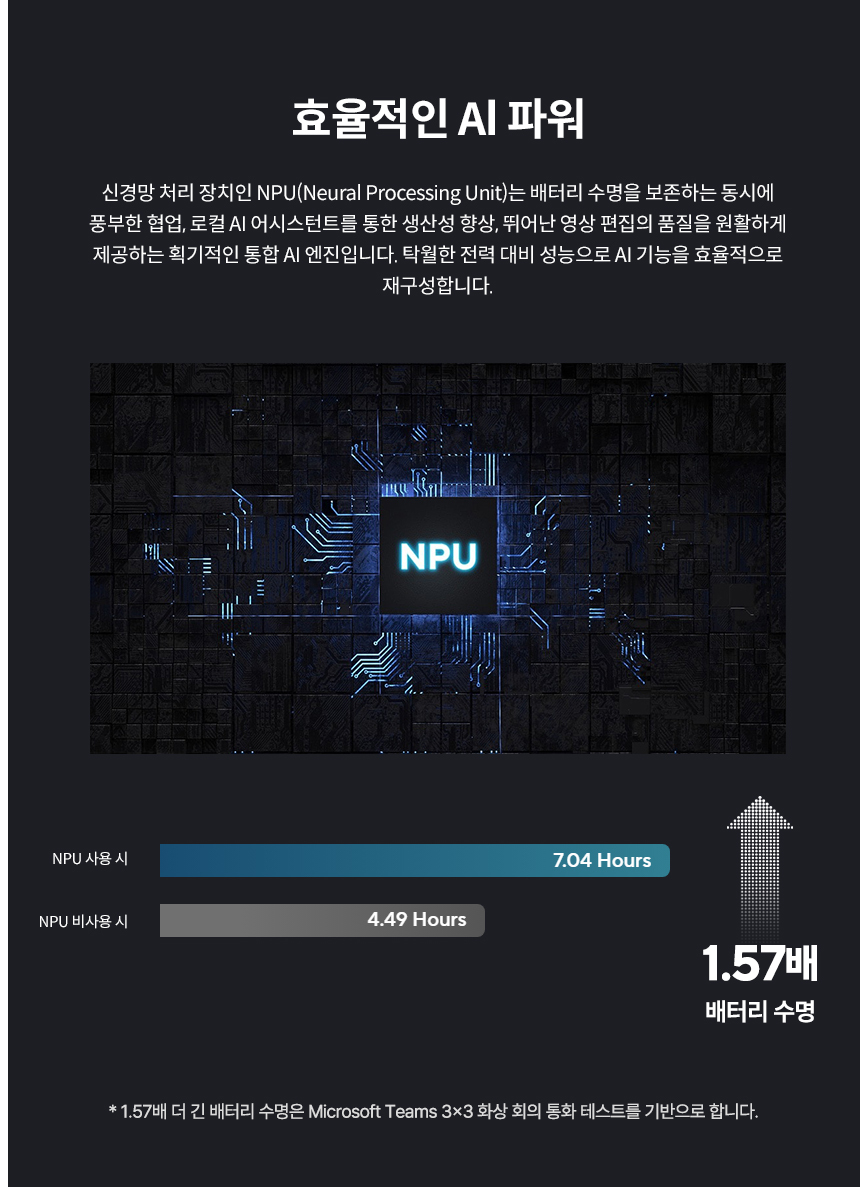 효율적인 AI 파워
신경망 처리 장치인 NPU(Neural Processing Unit)는 배터리 수명을 보존하는 동시에
풍부한 협업, 로컬 AI 어시스턴트를 통한 생산성 향상, 뛰어난 영상 편집의 품질을 원활하게
제공하는 획기적인 통합 AI 엔진입니다. 탁월한 전력 대비 성능으로 AI 기능을 효율적으로
재구성합니다.
NPU
NPU 사용 시
7.04 Hours
NPU 비사용 시
4.49 Hours
1.57배
배터리 수명
* 1.57배 더 긴 배터리 수명은 Microsoft Teams 3×3 화상 회의 통화 테스트를 기반으로 합니다.